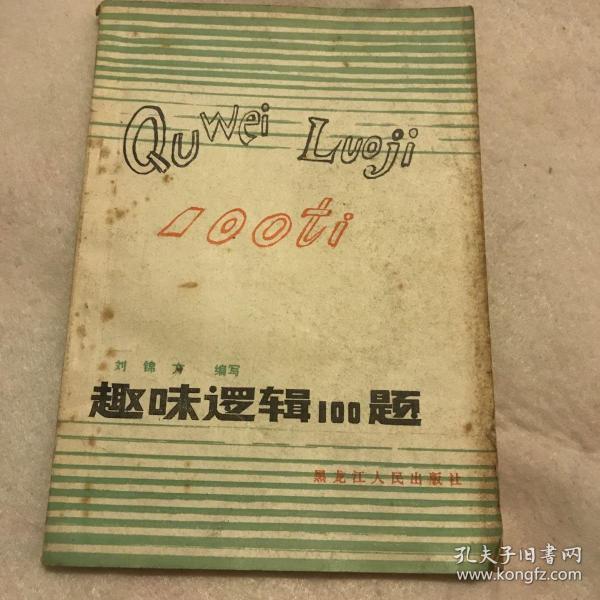 Quwei Luoji
100ti
刘锦方 编写
趣味逻辑100题
黑龙江人民出版社
孔夫子旧书网
www.kongfz.com